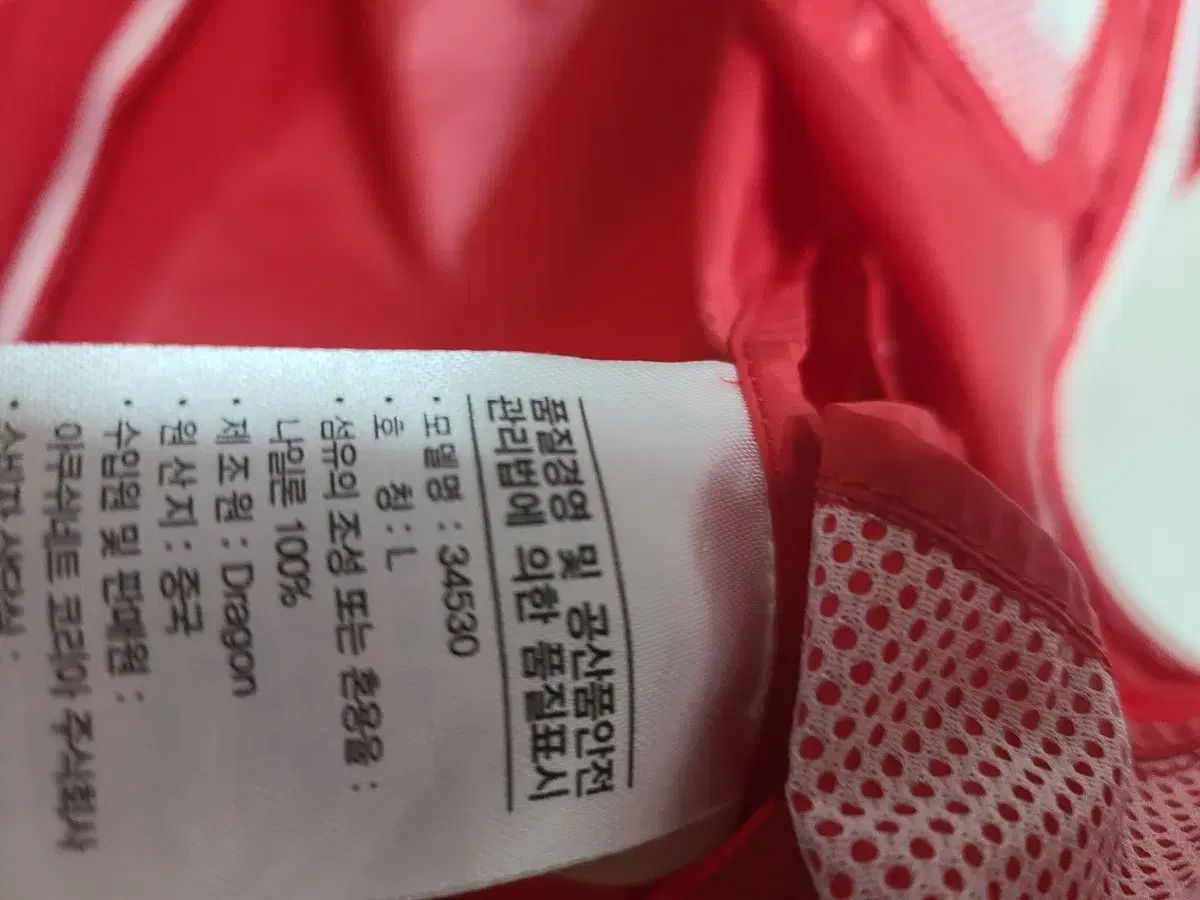 품질경영 및 공산품안전
관리법에 의한 품질표시
· 모델명 : 34530
· 호 칭 : L
· 섬유의 조성 또는 혼용율 :
나일론 100%
· 제조원 : Dragon
· 원산지 : 중국
· 수입원 및 판매원 :
아쿠쉬네트 코리아 주식회사